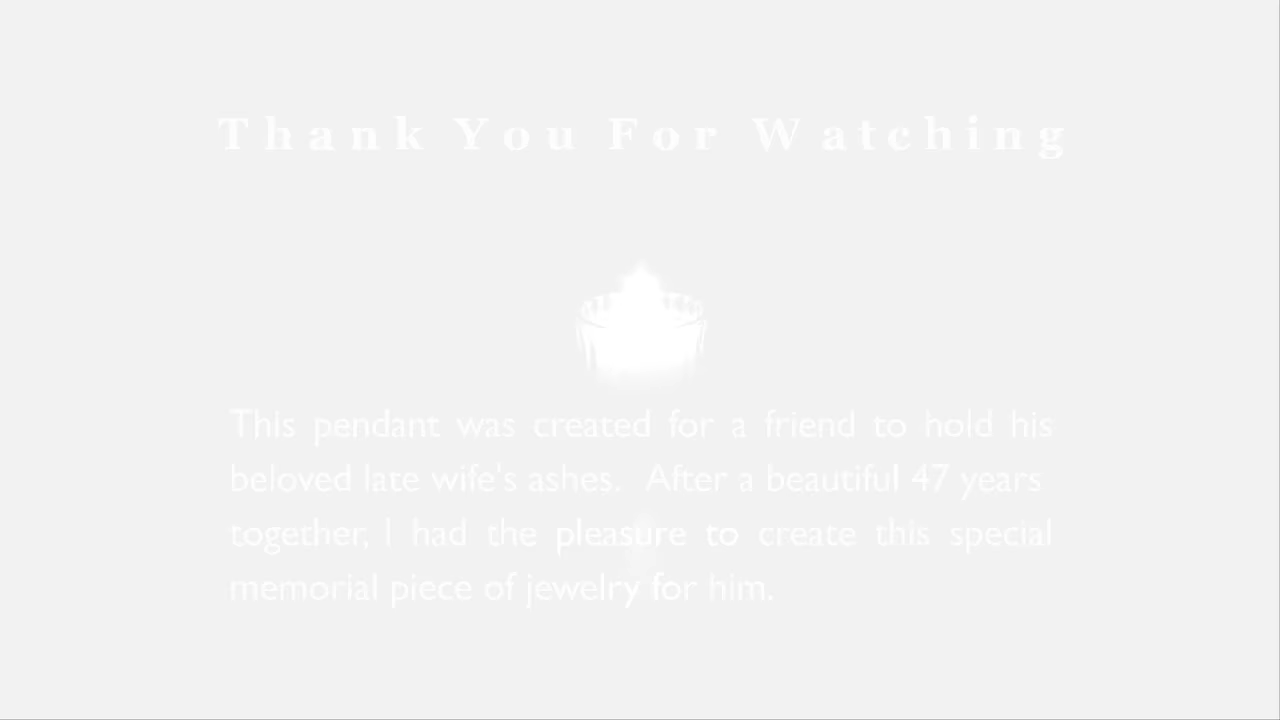 Thank You For Watching
This pendant was created for a friend to hold his
beloved late wife's ashes.  After a beautiful 47 years
together, I had the pleasure to create this special
memorial piece of jewelry for him.